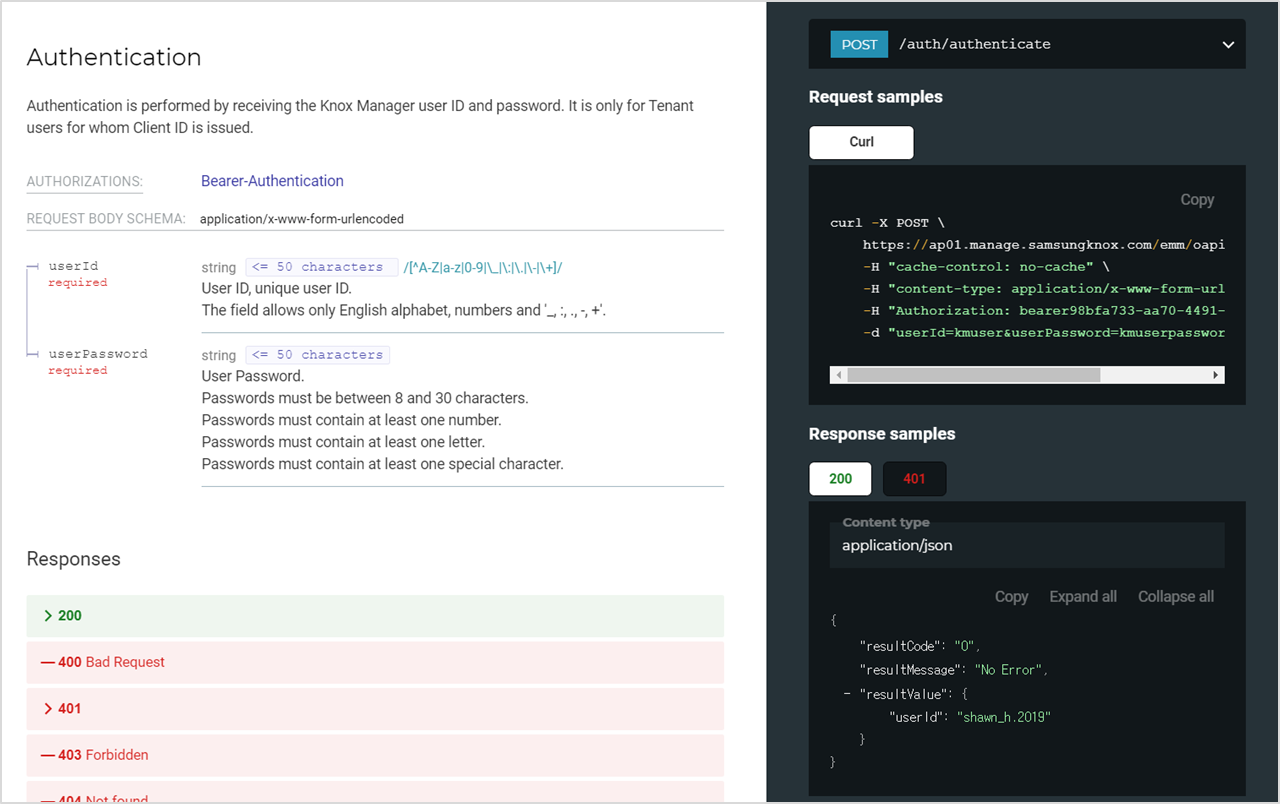 Authentication
Authentication is performed by receiving the Knox Manager user ID and password. It is only for Tenant
users for whom Client ID is issued.
AUTHORIZATIONS: Bearer-Authentication
REQUEST BODY SCHEMA: application/x-www-form-urlencoded
userId
required
string <= 50 characters /[^A-Z|a-z|0-9|\_|\:|\.|\-|\+]/
User ID, unique user ID.
The field allows only English alphabet, numbers and '_, :, ., -, +'.
userPassword
required
string <= 50 characters
User Password.
Passwords must be between 8 and 30 characters.
Passwords must contain at least one number.
Passwords must contain at least one letter.
Passwords must contain at least one special character.
Responses
200
400 Bad Request
401
403 Forbidden
404 Not found
POST /auth/authenticate
Request samples
Curl
Copy
curl -X POST \
https://ap01.manage.samsungknox.com/emm/oapi
-H "cache-control: no-cache" \
-H "content-type: application/x-www-form-url
-H "Authorization: bearer98bfa733-aa70-4491-
-d "userId=kmuser&userPassword=kmuserpasswor
Response samples
200 401
Content type
application/json
Copy Expand all Collapse all
{
"resultCode": "0",
"resultMessage": "No Error",
- "resultValue": {
"userId": "shawn_h.2019"
}
}